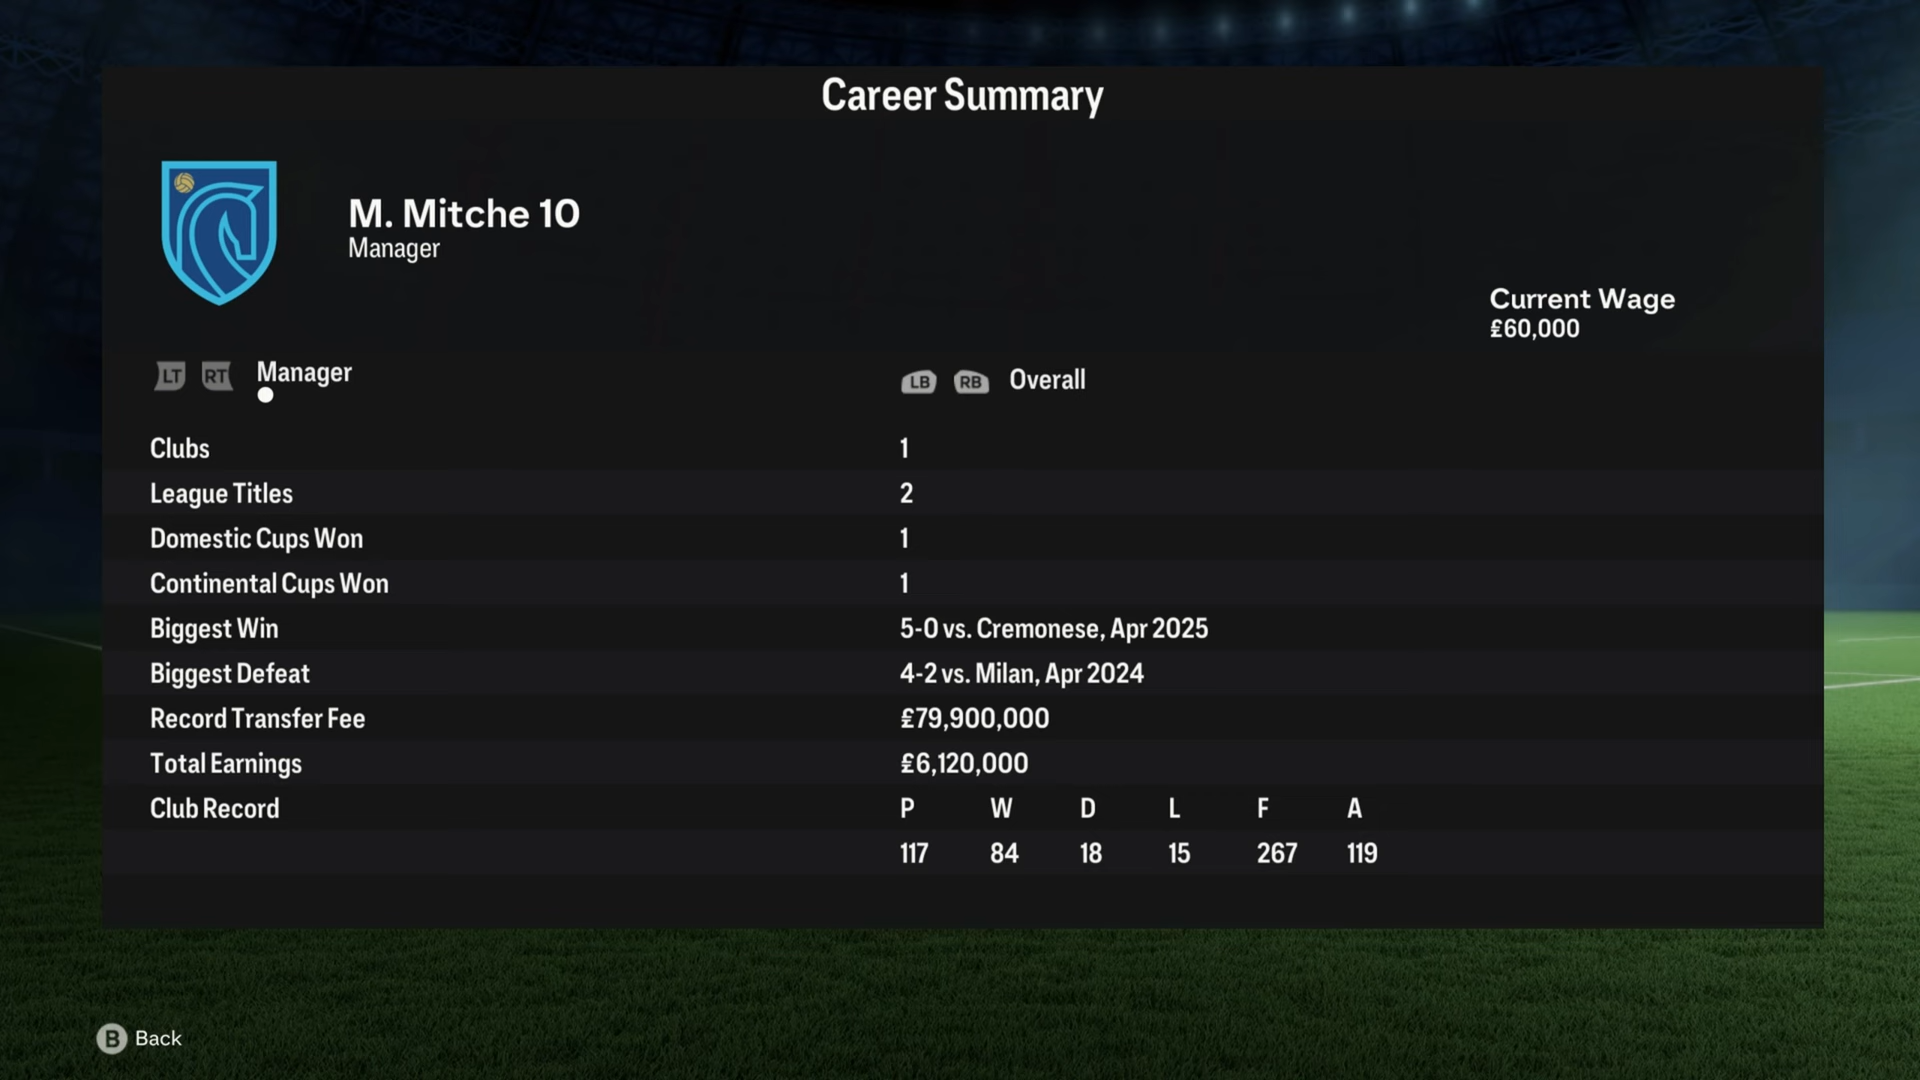 Career Summary
M. Mitche 10
Manager
Current Wage
£60,000
LT RT Manager
LB RB Overall
Clubs 1
League Titles 2
Domestic Cups Won 1
Continental Cups Won 1
Biggest Win 5-0 vs. Cremonese, Apr 2025
Biggest Defeat 4-2 vs. Milan, Apr 2024
Record Transfer Fee £79,900,000
Total Earnings £6,120,000
Club Record P W D L F A
117 84 18 15 267 119
B Back